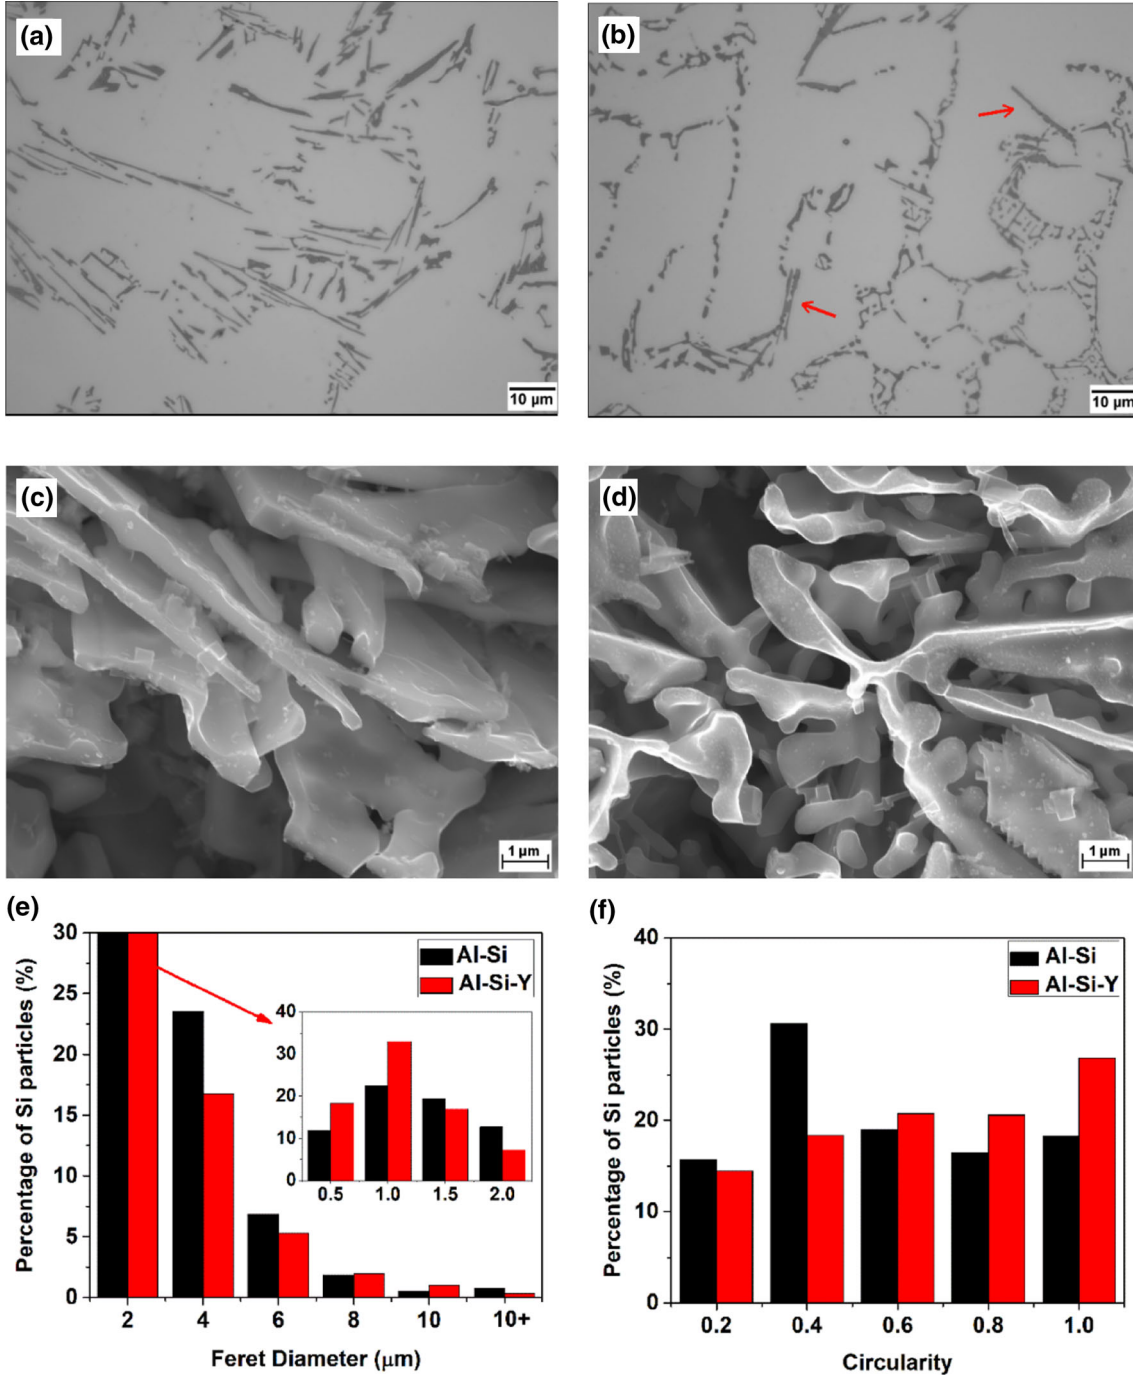 (a)
10 µm
(b)
10 µm
(c)
1 µm
(d)
1 µm
(e)
Percentage of Si particles (%)
30
25
20
15
10
5
0
Al-Si
Al-Si-Y
40
30
20
10
0
0.5 1.0 1.5 2.0
2 4 6 8 10 10+
Feret Diameter (µm)
(f)
Percentage of Si particles (%)
40
30
20
10
0
Al-Si
Al-Si-Y
0.2 0.4 0.6 0.8 1.0
Circularity